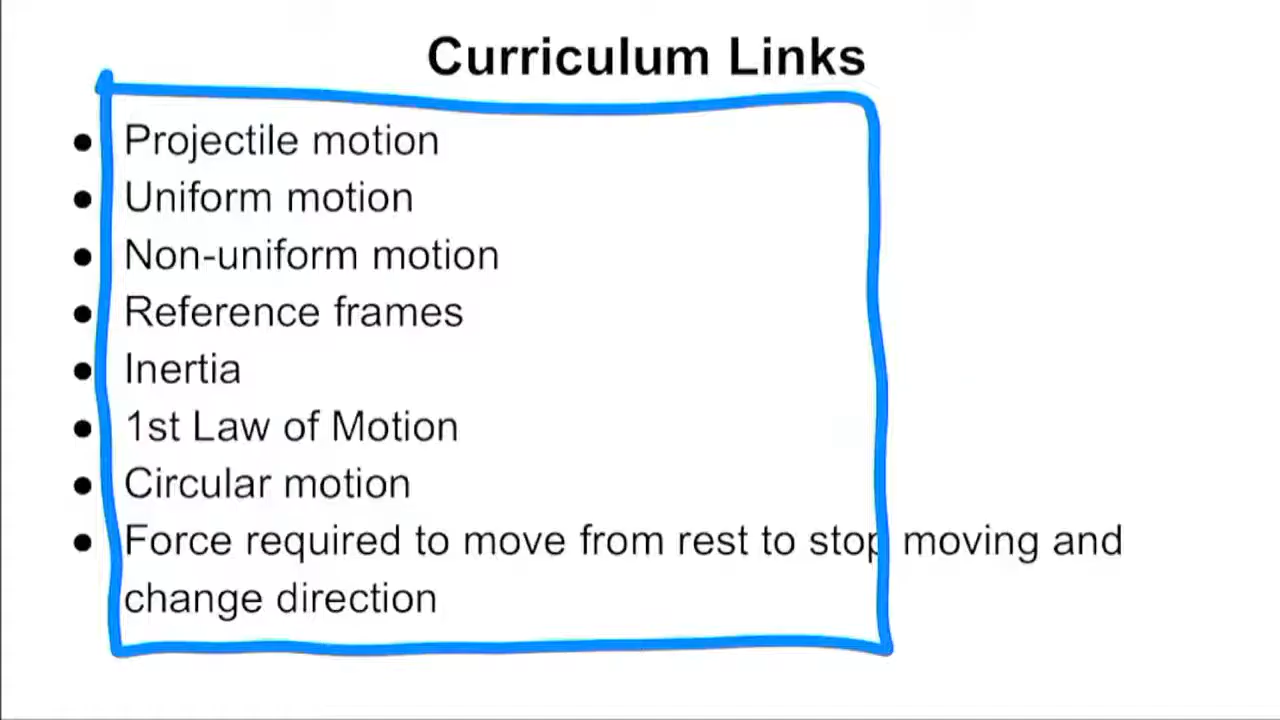 Curriculum Links
● Projectile motion
● Uniform motion
● Non-uniform motion
● Reference frames
● Inertia
● 1st Law of Motion
● Circular motion
● Force required to move from rest to stop moving and
change direction